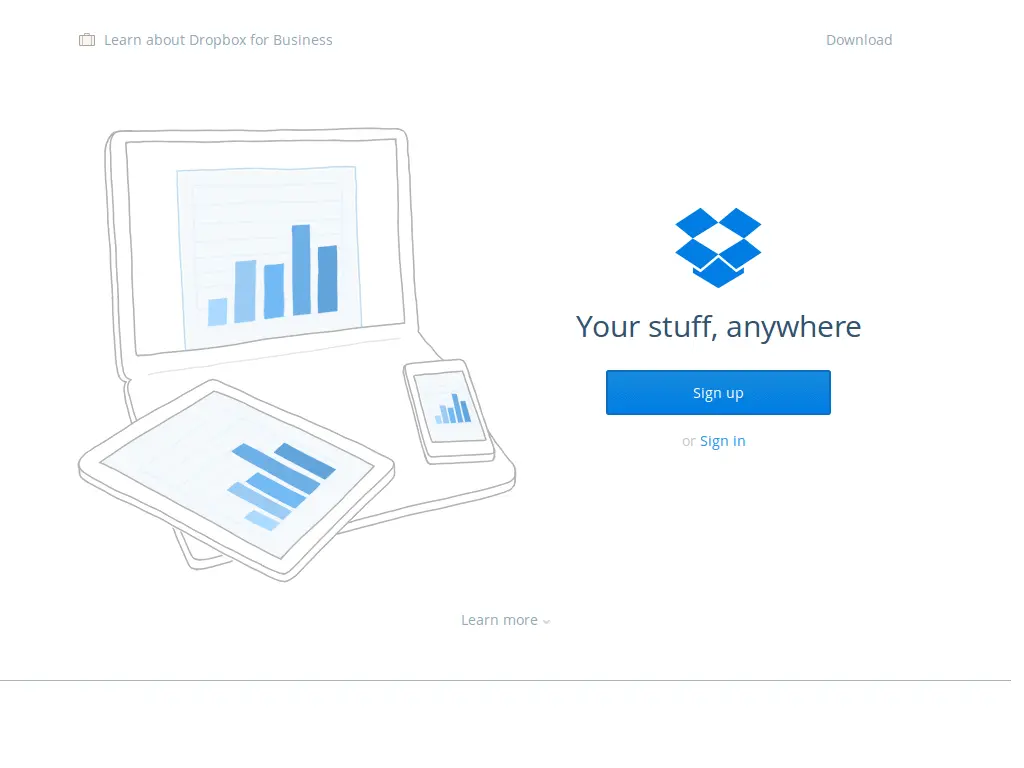 Learn about Dropbox for Business
Download
Your stuff, anywhere
Sign up
or Sign in
Learn more